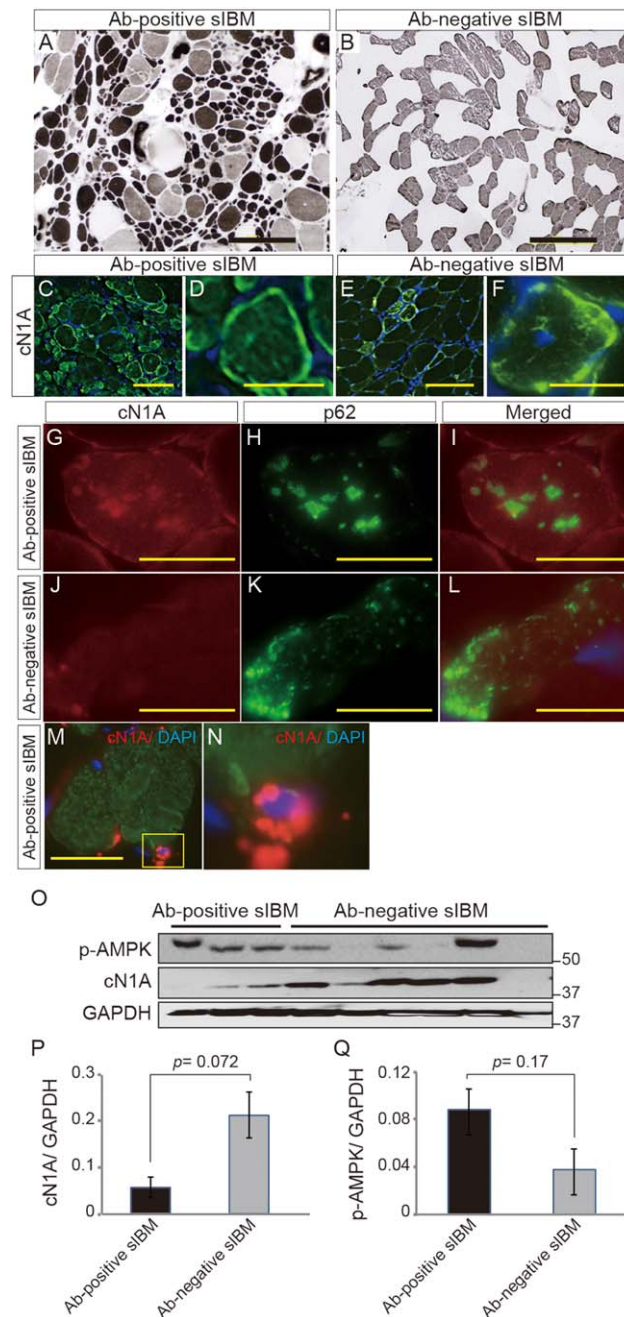 Ab-positive sIBM Ab-negative sIBM
A B
Ab-positive sIBM Ab-negative sIBM
cN1A
C D E F
cN1A p62 Merged
Ab-positive sIBM
G H I
Ab-negative sIBM
J K L
Ab-positive sIBM
M cN1A/ DAPI N cN1A/ DAPI
O
Ab-positive sIBM Ab-negative sIBM
p-AMPK 50
cN1A 37
GAPDH 37
P Q
p= 0.072 p= 0.17
cN1A/ GAPDH
0.3
0.2
0.1
0
Ab-positive sIBM
Ab-negative sIBM
p-AMPK/ GAPDH
0.12
0.08
0.04
0
Ab-positive sIBM
Ab-negative sIBM